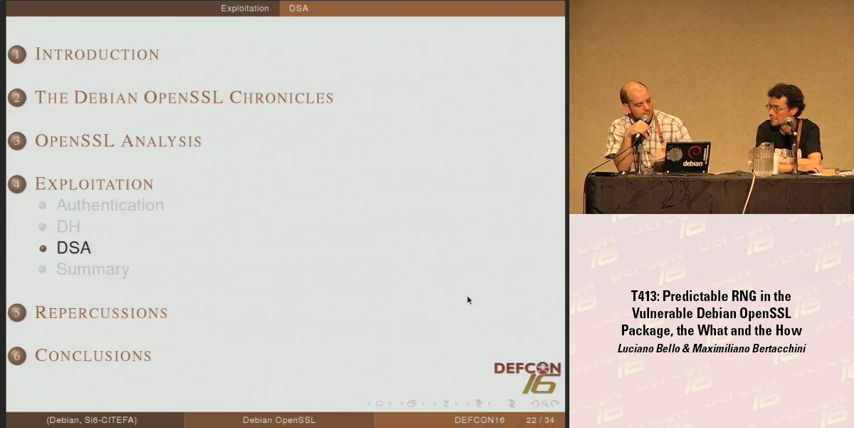 Exploitation DSA
1 INTRODUCTION
2 THE DEBIAN OPENSSL CHRONICLES
3 OPENSSL ANALYSIS
4 EXPLOITATION
Authentication
DH
DSA
Summary
5 REPERCUSSIONS
6 CONCLUSIONS
DEFCON
16
(Debian, Si6-CITEFA) Debian OpenSSL DEFCON16 22 / 34
debian
T413: Predictable RNG in the
Vulnerable Debian OpenSSL
Package, the What and the How
Luciano Bello & Maximiliano Bertacchini